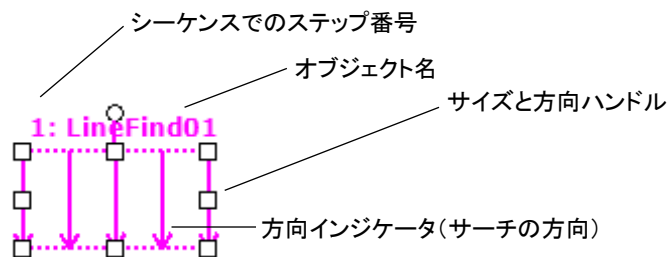 シーケンスでのステップ番号
オブジェクト名
サイズと方向ハンドル
1: LineFind01
方向インジケータ(サーチの方向)